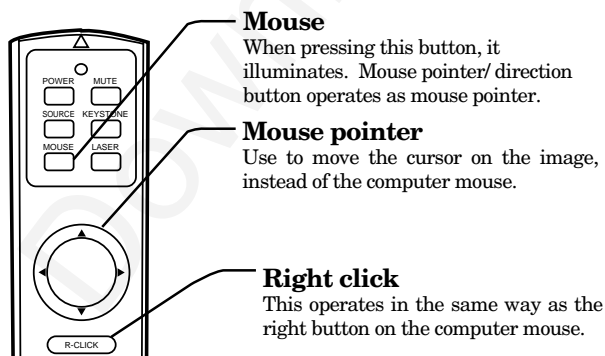 Mouse
When pressing this button, it
illuminates. Mouse pointer/ direction
button operates as mouse pointer.
Mouse pointer
Use to move the cursor on the image,
instead of the computer mouse.
Right click
This operates in the same way as the
right button on the computer mouse.
POWER MUTE
SOURCE KEYSTONE
MOUSE LASER
R-CLICK